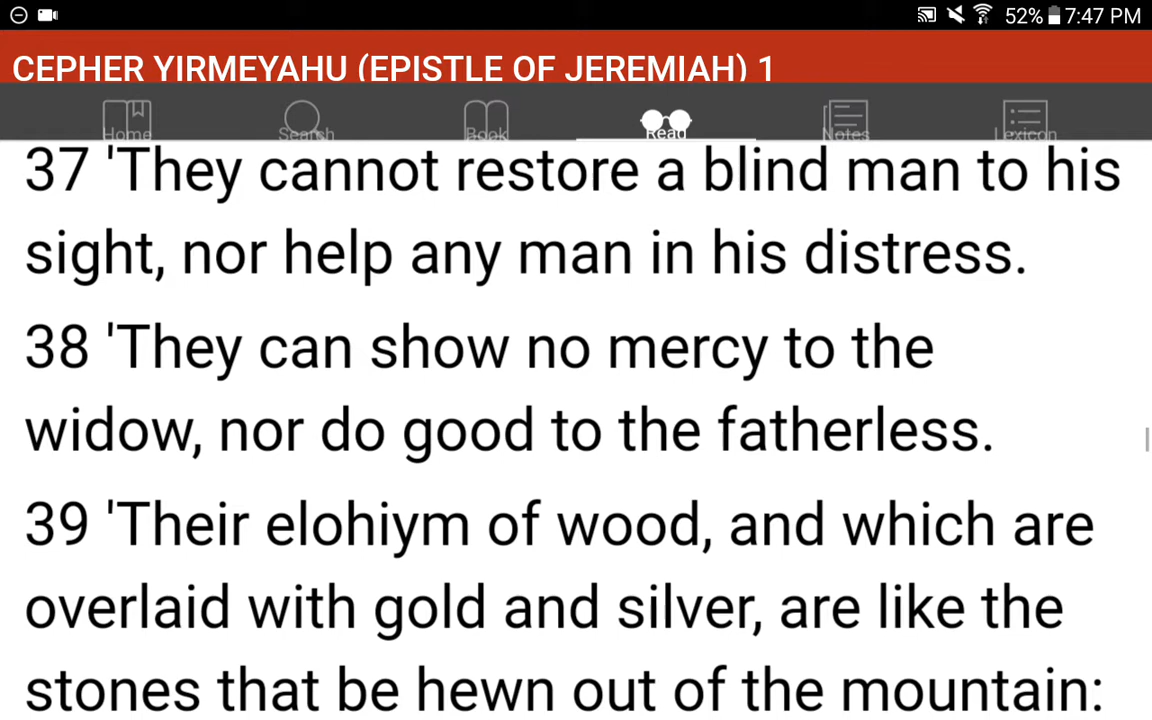 52% 7:47 PM
CEPHER YIRMEYAHU (EPISTLE OF JEREMIAH) 1
Home Search Book Read Notes Lexicon
37 'They cannot restore a blind man to his
sight, nor help any man in his distress.
38 'They can show no mercy to the
widow, nor do good to the fatherless.
39 'Their elohiym of wood, and which are
overlaid with gold and silver, are like the
stones that be hewn out of the mountain: